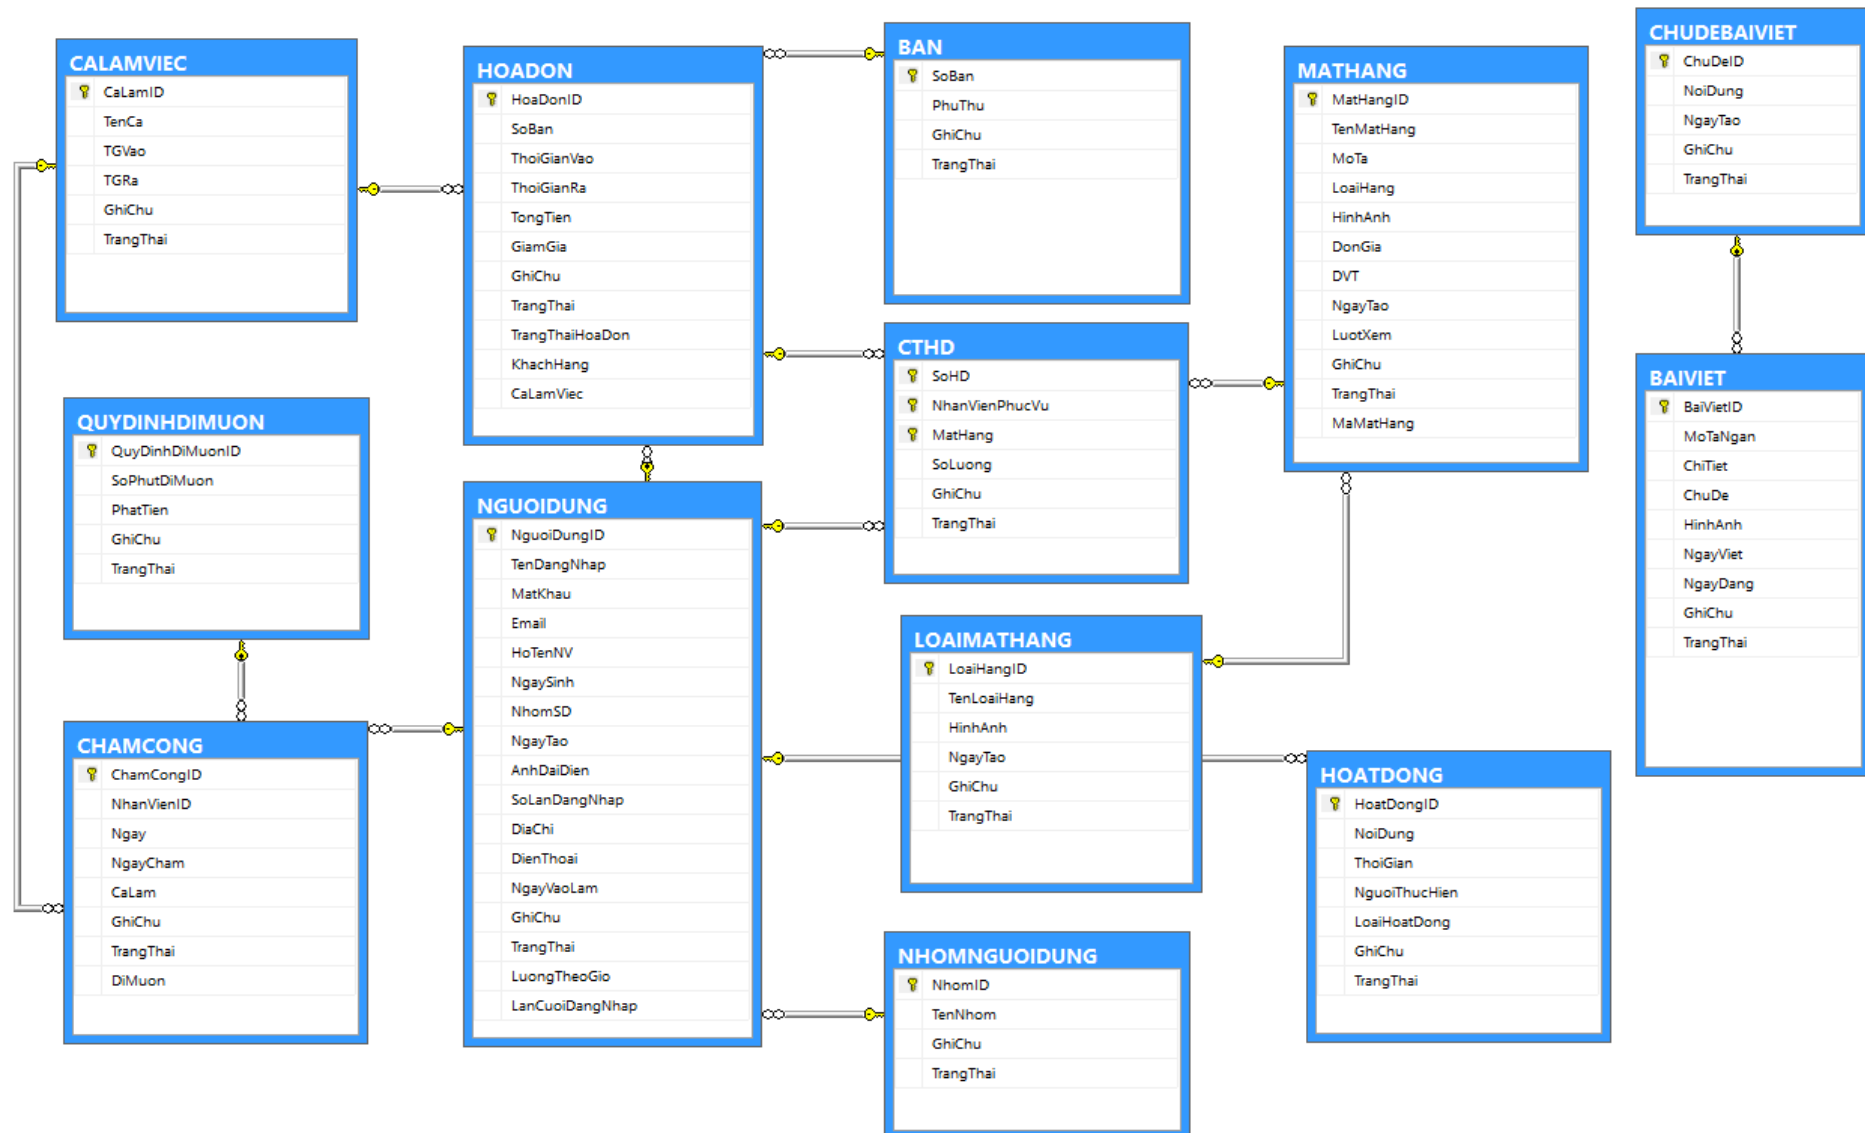 CALAMVIEC
CaLamID
TenCa
TGVao
TGRa
GhiChu
TrangThai
HOADON
HoaDonID
SoBan
ThoiGianVao
ThoiGianRa
TongTien
GiamGia
GhiChu
TrangThai
TrangThaiHoaDon
KhachHang
CaLamViec
BAN
SoBan
PhuThu
GhiChu
TrangThai
MATHANG
MatHangID
TenMatHang
MoTa
LoaiHang
HinhAnh
DonGia
DVT
NgayTao
LuotXem
GhiChu
TrangThai
MaMatHang
CHUDEBAIVIET
ChuDeID
NoiDung
NgayTao
GhiChu
TrangThai
QUYDINHDIMUON
QuyDinhDiMuonID
SoPhutDiMuon
PhatTien
GhiChu
TrangThai
CTHD
SoHD
NhanVienPhucVu
MatHang
SoLuong
GhiChu
TrangThai
BAIVIET
BaiVietID
MoTaNgan
ChiTiet
ChuDe
HinhAnh
NgayViet
NgayDang
GhiChu
TrangThai
NGUOIDUNG
NguoiDungID
TenDangNhap
MatKhau
Email
HoTenNV
NgaySinh
NhomSD
NgayTao
AnhDaiDien
SoLanDangNhap
DiaChi
DienThoai
NgayVaoLam
GhiChu
TrangThai
LuongTheoGio
LanCuoiDangNhap
LOAIMATHANG
LoaiHangID
TenLoaiHang
HinhAnh
NgayTao
GhiChu
TrangThai
CHAMCONG
ChamCongID
NhanVienID
Ngay
NgayCham
CaLam
GhiChu
TrangThai
DiMuon
HOATDONG
HoatDongID
NoiDung
ThoiGian
NguoiThucHien
LoaiHoatDong
GhiChu
TrangThai
NHOMNGUOIDUNG
NhomID
TenNhom
GhiChu
TrangThai